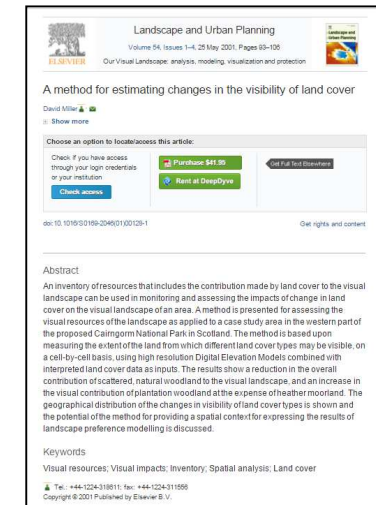 Landscape and Urban Planning
Volume 54, Issues 1–4, 25 May 2001, Pages 93–106
Our Visual Landscape: analysis, modeling, visualization and protection
ELSEVIER
Landscape and
Urban Planning
A method for estimating changes in the visibility of land cover
David Miller
Show more
Choose an option to locate/access this article:
Check if you have access
through your login credentials
or your institution
Check access
Purchase $41.95
Rent at DeepDyve
Get Full Text Elsewhere
doi:10.1016/S0169-2046(01)00128-1
Get rights and content
Abstract
An inventory of resources that includes the contribution made by land cover to the visual
landscape can be used in monitoring and assessing the impacts of change in land
cover on the visual landscape of an area. A method is presented for assessing the
visual resources of the landscape as applied to a case study area in the western part of
the proposed Cairngorm National Park in Scotland. The method is based upon
measuring the extent of the land from which different land cover types may be visible, on
a cell-by-cell basis, using high resolution Digital Elevation Models combined with
interpreted land cover data as inputs. The results show a reduction in the overall
contribution of scattered, natural woodland to the visual landscape, and an increase in
the visual contribution of plantation woodland at the expense of heather moorland. The
geographical distribution of the changes in visibility of land cover types is shown and
the potential of the method for providing a spatial context for expressing the results of
landscape preference modelling is discussed.
Keywords
Visual resources; Visual impacts; Inventory; Spatial analysis; Land cover
Tel.: +44-1224-318611; fax: +44-1224-311556
Copyright © 2001 Published by Elsevier B.V.